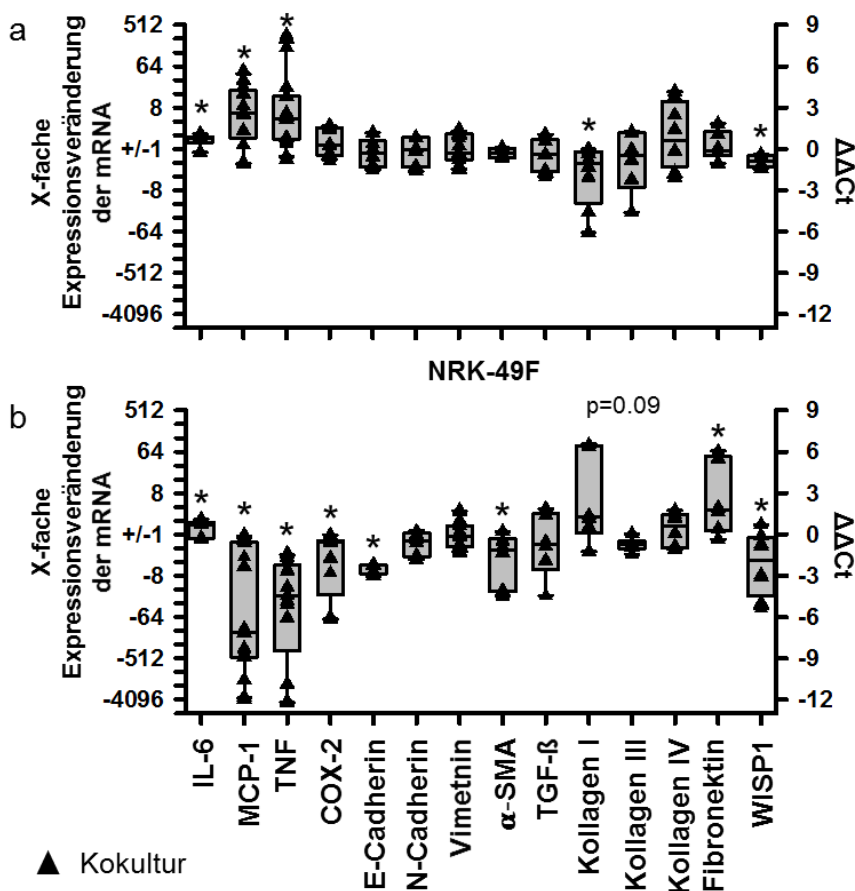 a
X-fache
Expressionsveränderung
der mRNA
512
64
8
+/-1
-8
-64
-512
-4096
* * * * *
9
6
3
0
-3
-6
-9
-12
ΔΔCt
NRK-49F
b
X-fache
Expressionsveränderung
der mRNA
512
64
8
+/-1
-8
-64
-512
-4096
p=0.09
* * * * * * * *
9
6
3
0
-3
-6
-9
-12
ΔΔCt
IL-6
MCP-1
TNF
COX-2
E-Cadherin
N-Cadherin
Vimetnin
α-SMA
TGF-ß
Kollagen I
Kollagen III
Kollagen IV
Fibronektin
WISP1
▲ Kokultur